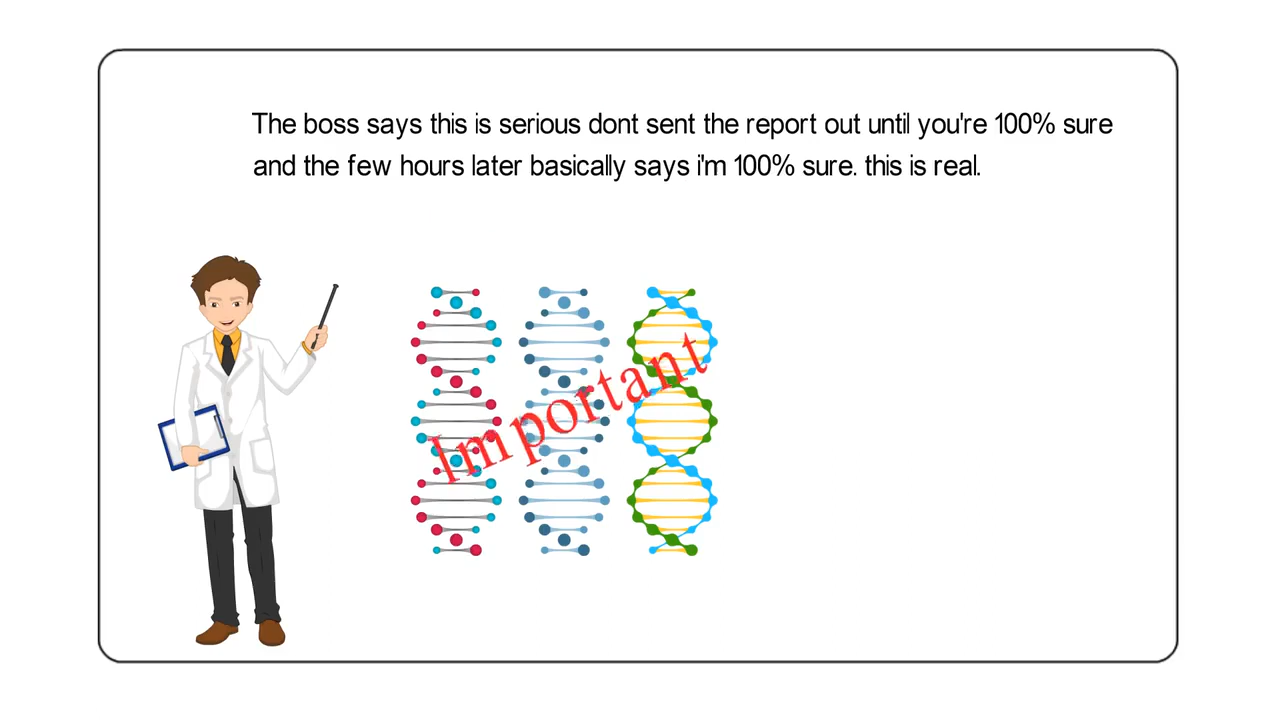 The boss says this is serious dont sent the report out until you're 100% sure
and the few hours later basically says i'm 100% sure. this is real.
Important